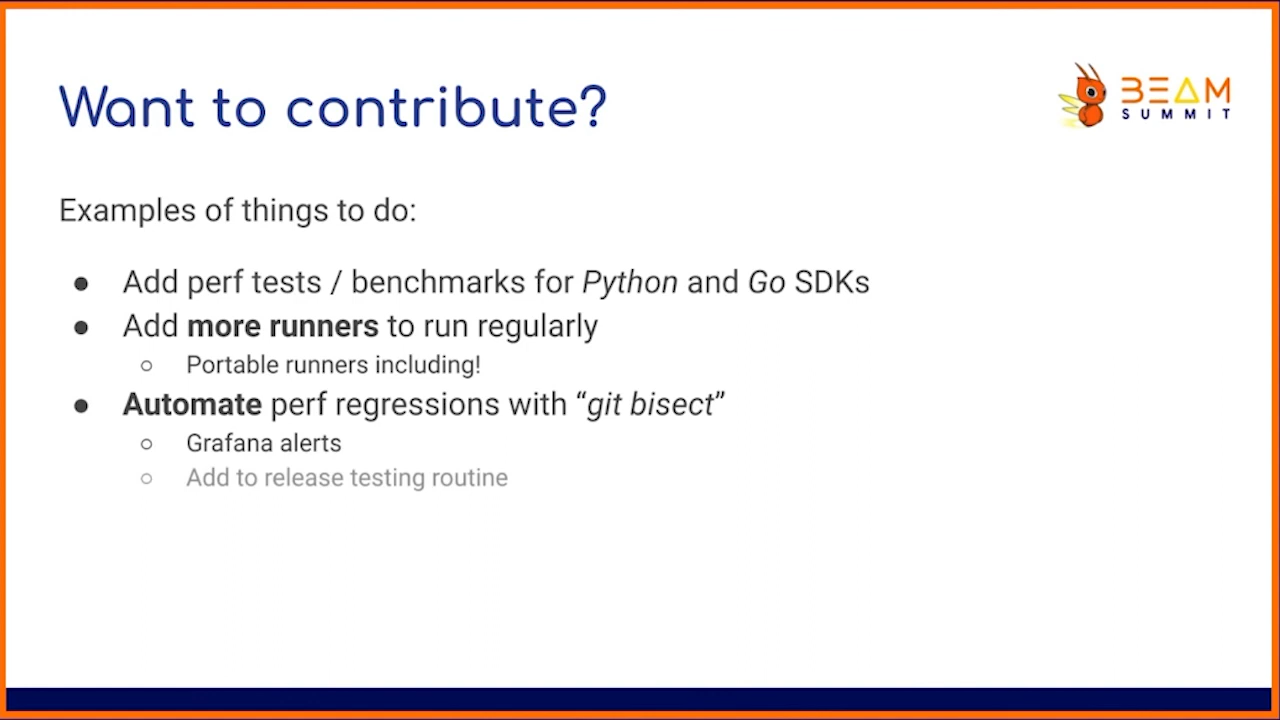 Want to contribute?
BEAM
SUMMIT
Examples of things to do:
● Add perf tests / benchmarks for Python and Go SDKs
● Add more runners to run regularly
○ Portable runners including!
● Automate perf regressions with “git bisect”
○ Grafana alerts
○ Add to release testing routine